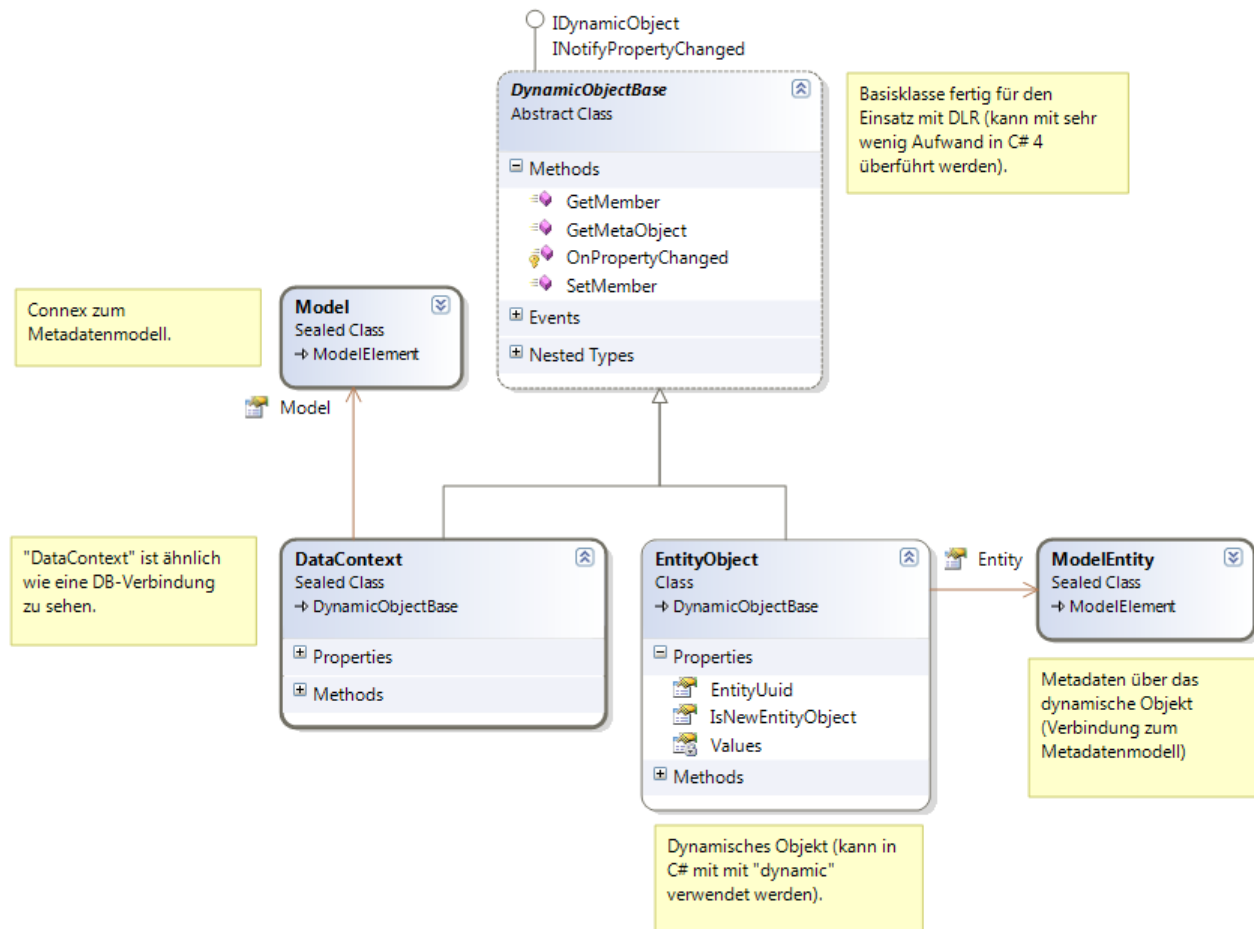 IDynamicObject
INotifyPropertyChanged
DynamicObjectBase
Abstract Class
Methods
GetMember
GetMetaObject
OnPropertyChanged
SetMember
Events
Nested Types
Basisklasse fertig für den
Einsatz mit DLR (kann mit sehr
wenig Aufwand in C# 4
überführt werden).
Connex zum
Metadatenmodell.
Model
Sealed Class
ModelElement
Model
"DataContext" ist ähnlich
wie eine DB-Verbindung
zu sehen.
DataContext
Sealed Class
DynamicObjectBase
Properties
Methods
EntityObject
Class
DynamicObjectBase
Properties
EntityUuid
IsNewEntityObject
Values
Methods
Entity
ModelEntity
Sealed Class
ModelElement
Metadaten über das
dynamische Objekt
(Verbindung zum
Metadatenmodell)
Dynamisches Objekt (kann in
C# mit mit "dynamic"
verwendet werden).